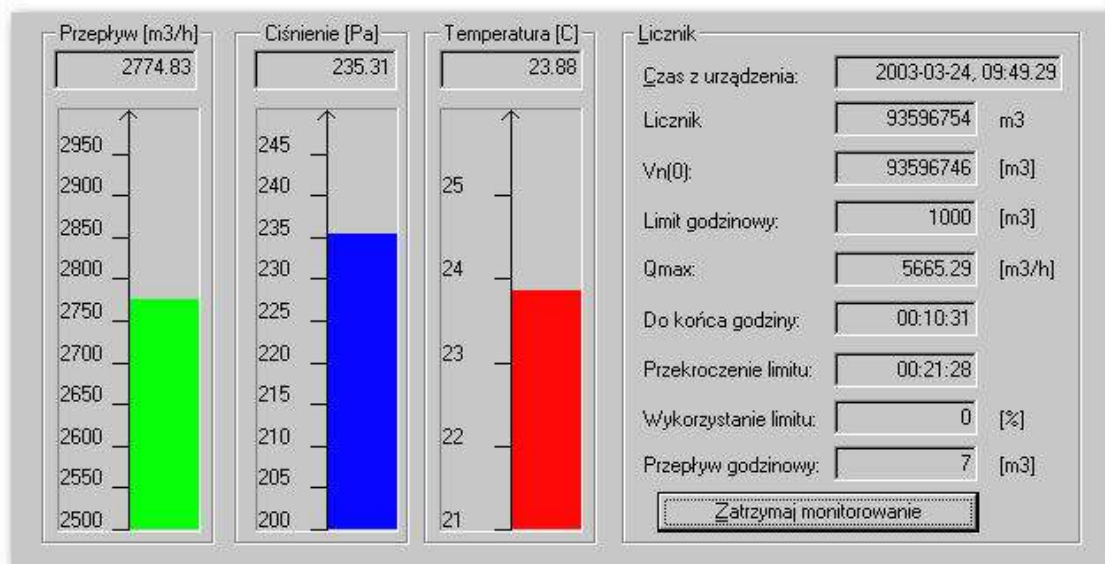 Przepływ [m3/h]
2774.83
2950
2900
2850
2800
2750
2700
2650
2600
2550
2500
Ciśnienie [Pa]
235.31
245
240
235
230
225
220
215
210
205
200
Temperatura [C]
23.88
25
24
23
22
21
Licznik
Czas z urządzenia: 2003-03-24, 09:49.29
Licznik 93596754 m3
Vn(0): 93596746 [m3]
Limit godzinowy: 1000 [m3]
Qmax: 5665.29 [m3/h]
Do końca godziny: 00:10:31
Przekroczenie limitu: 00:21:28
Wykorzystanie limitu: 0 [%]
Przepływ godzinowy: 7 [m3]
Zatrzymaj monitorowanie